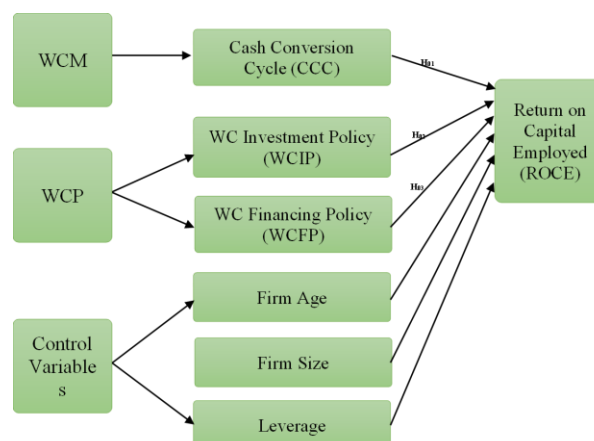 WCM
Cash Conversion
Cycle (CCC)
H01
Return on
Capital
Employed
(ROCE)
WCP
WC Investment Policy
(WCIP)
H02
WC Financing Policy
(WCFP)
H03
Control
Variable
s
Firm Age
Firm Size
Leverage